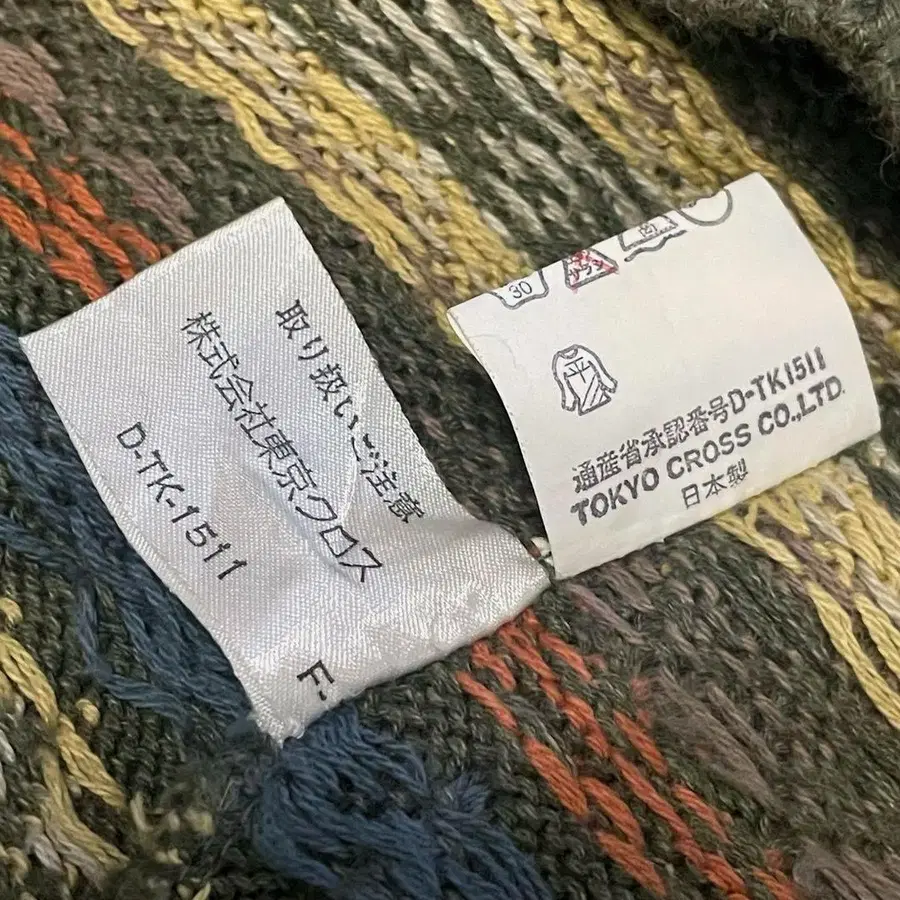 取り扱いご注意
株式会社東京クロス
D-TK-1511
F-
30
平
通産省承認番号D-TK1511
TOKYO CROSS CO.,LTD.
日本製